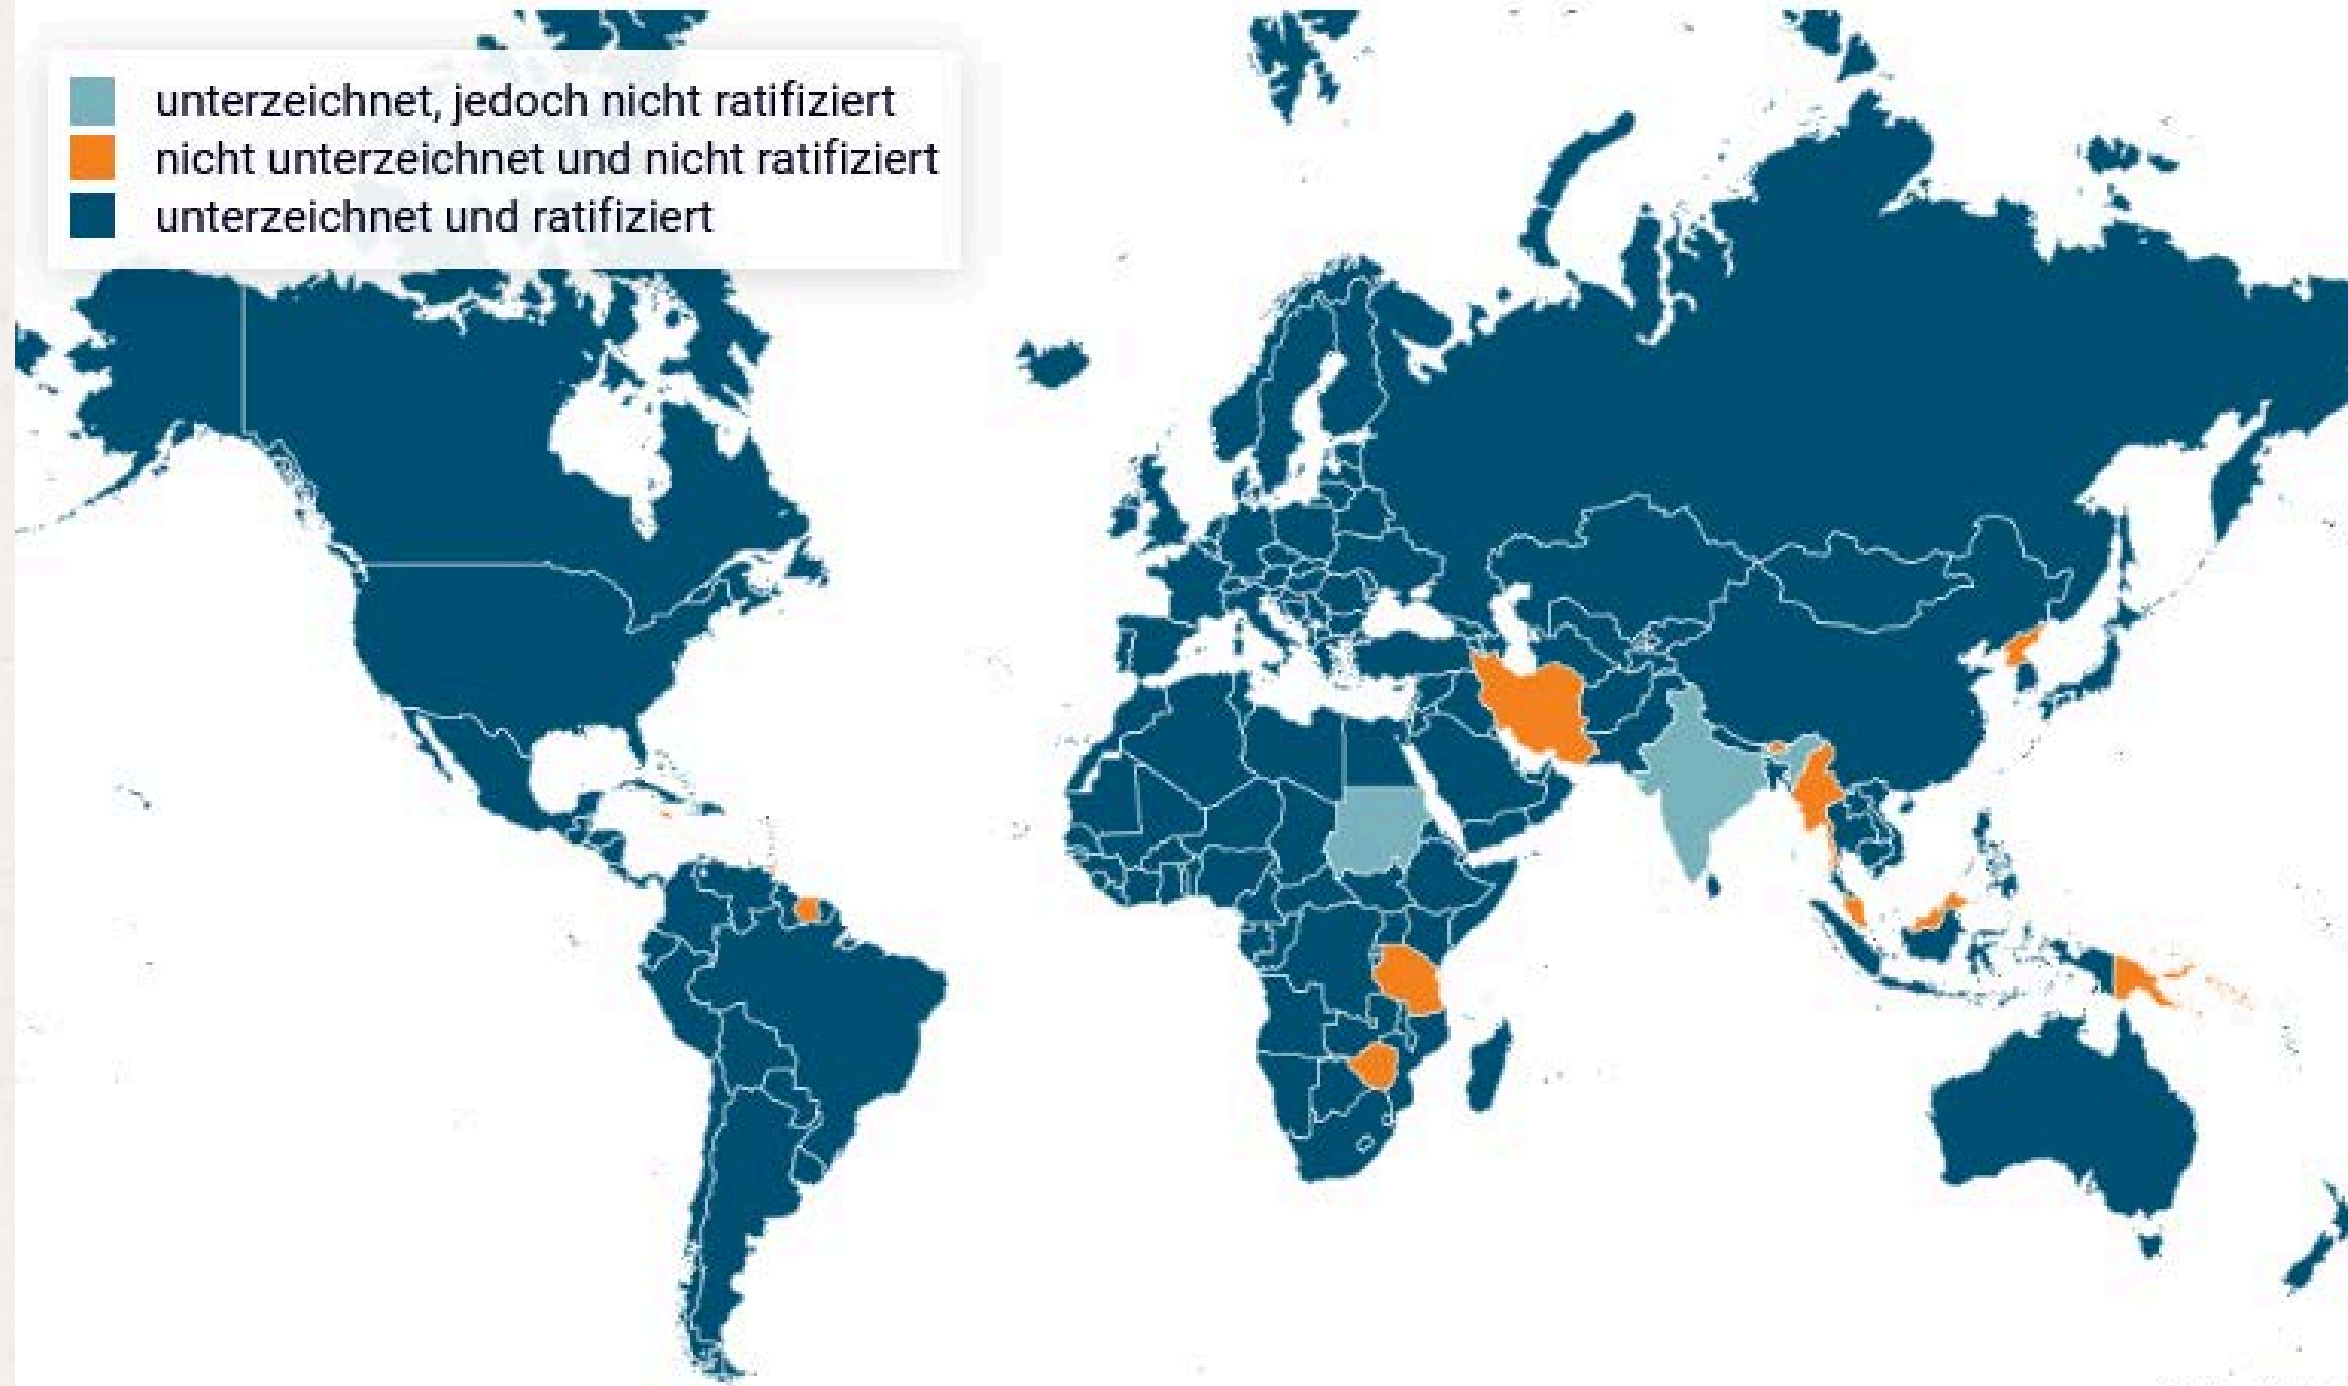 unterzeichnet, jedoch nicht ratifiziert
nicht unterzeichnet und nicht ratifiziert
unterzeichnet und ratifiziert